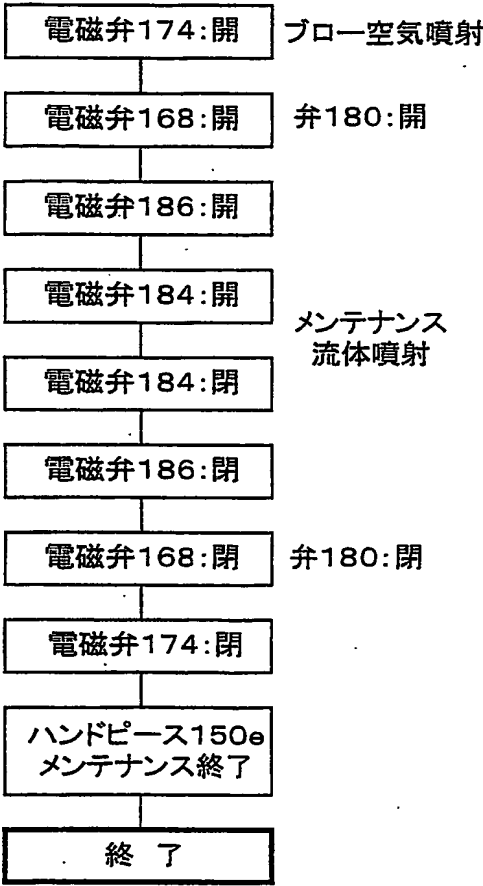 電磁弁174:開 ブロー空気噴射
電磁弁168:開 弁180:開
電磁弁186:開
電磁弁184:開
メンテナンス
流体噴射
電磁弁184:閉
電磁弁186:閉
電磁弁168:閉 弁180:閉
電磁弁174:閉
ハンドピース150e
メンテナンス終了
終 了